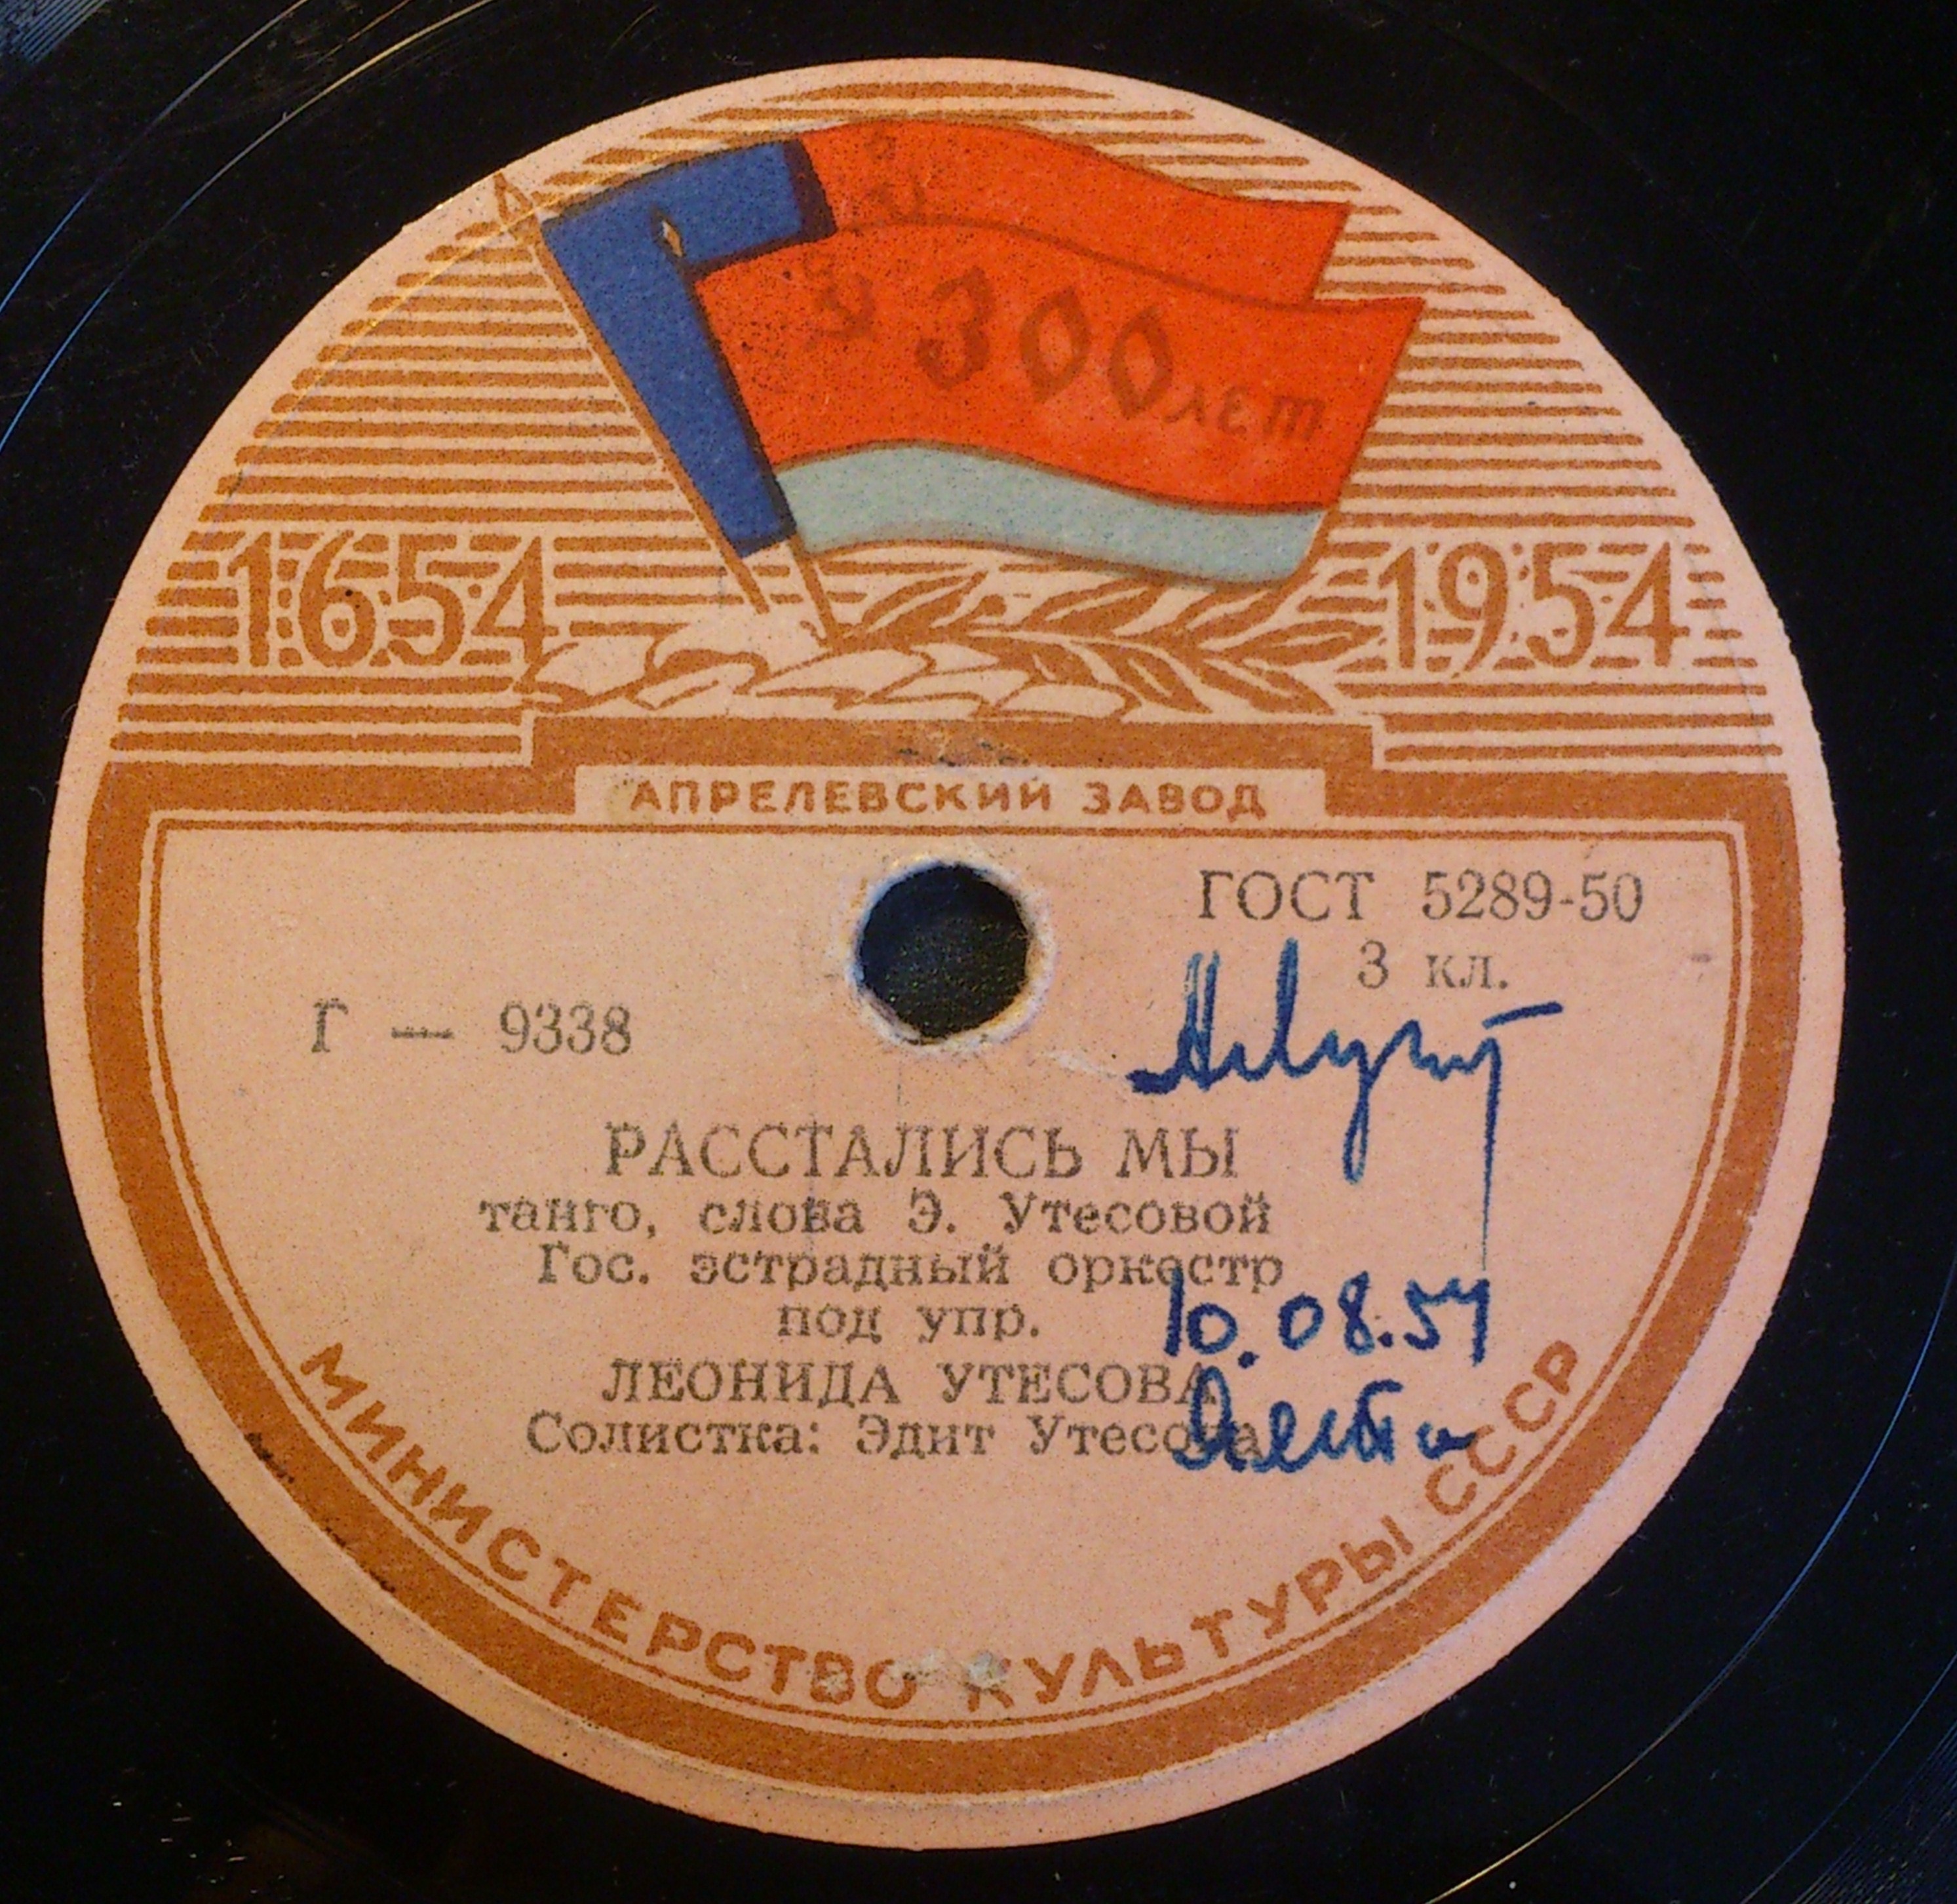 300 лет
1654
1954
АПРЕЛЕВСКИЙ ЗАВОД
ГОСТ 5289-50
3 кл.
Г — 9338
РАССТАЛИСЬ МЫ
танго, слова Э. Утесовой
Гос. эстрадный оркестр
под упр.
10.08.57
ЛЕОНИДА УТЕСОВА
Солистка: Эдит Утесова
МИНИСТЕРСТВО КУЛЬТУРЫ СССР